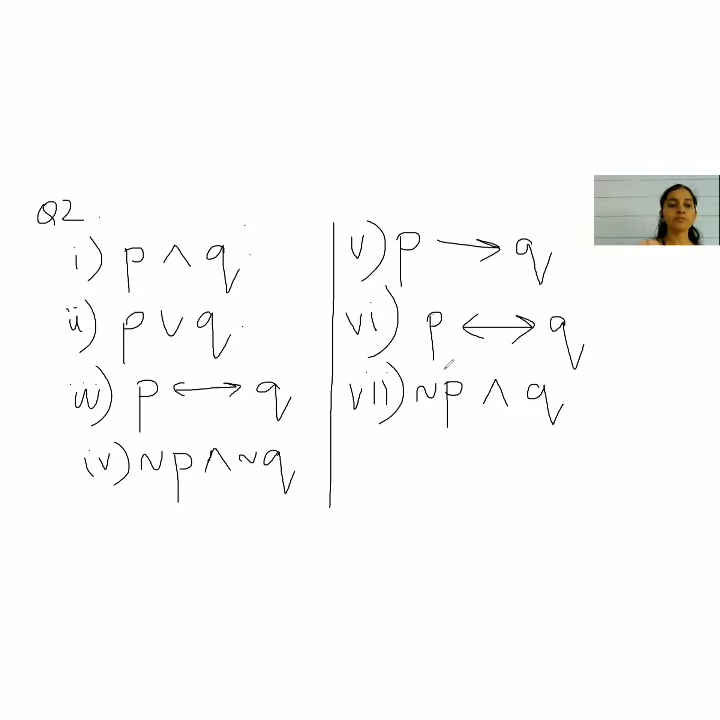 Q2.
i) p ∧ q
ii) p ∨ q
iii) p ↔ q
iv) ~p ∧ ~q
v) p → q
vi) p ↔ q
vii) ~p ∧ q